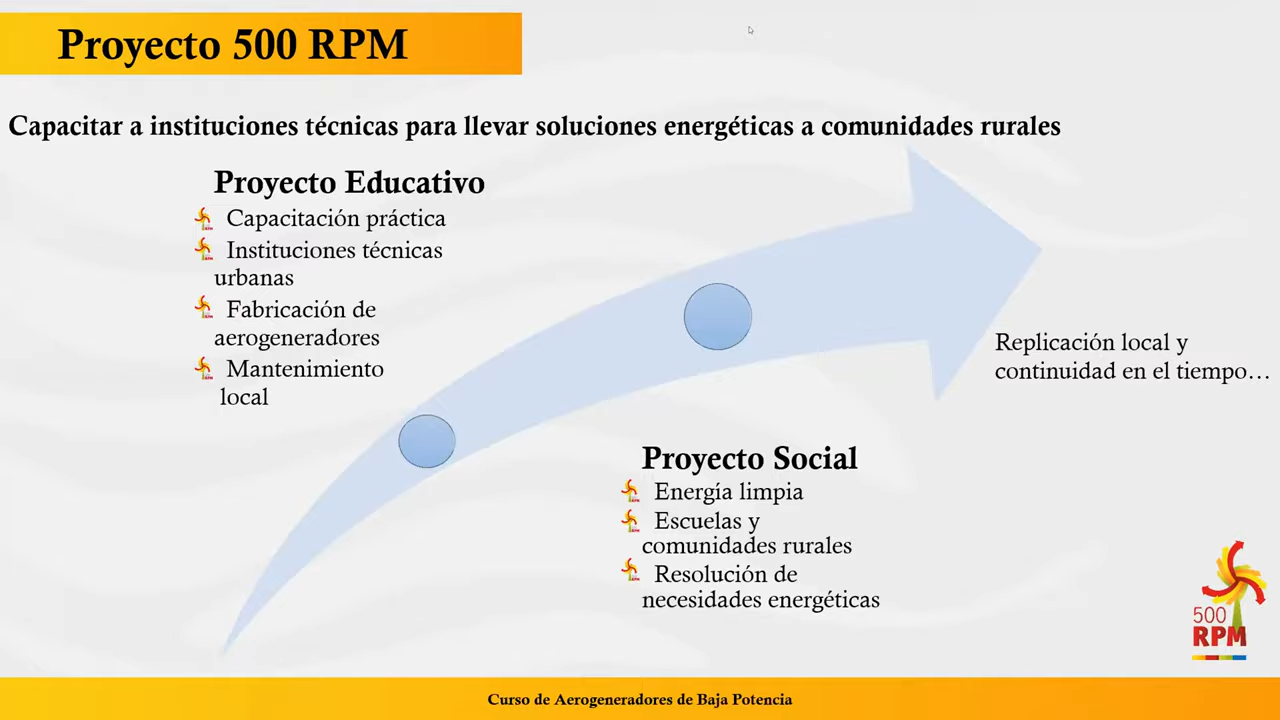 Proyecto 500 RPM
Capacitar a instituciones técnicas para llevar soluciones energéticas a comunidades rurales
Proyecto Educativo
Capacitación práctica
Instituciones técnicas
urbanas
Fabricación de
aerogeneradores
Mantenimiento
local
Replicación local y
continuidad en el tiempo…
Proyecto Social
Energía limpia
Escuelas y
comunidades rurales
Resolución de
necesidades energéticas
500
RPM
Curso de Aerogeneradores de Baja Potencia